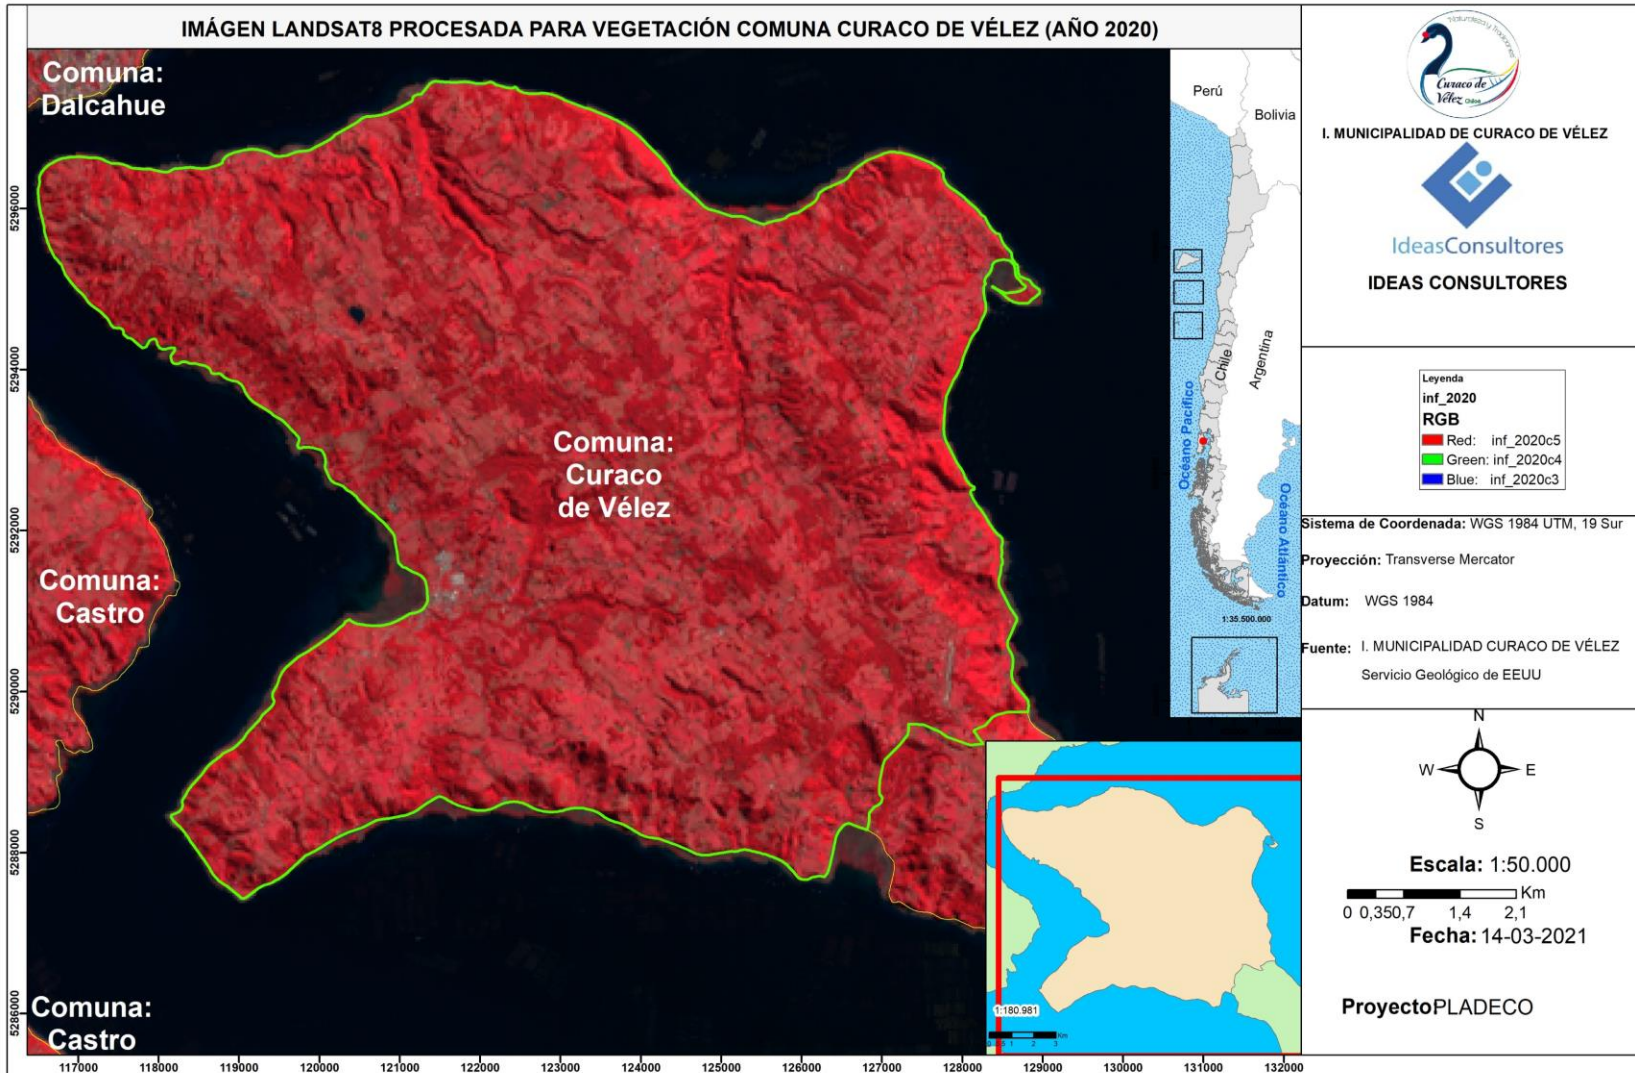 IMÁGEN LANDSAT8 PROCESADA PARA VEGETACIÓN COMUNA CURACO DE VÉLEZ (AÑO 2020)
Comuna:
Dalcahue
Comuna:
Curaco
de Vélez
Comuna:
Castro
Comuna:
Castro
5296000
5294000
5292000
5290000
5288000
5286000
117000
118000
119000
120000
121000
122000
123000
124000
125000
126000
127000
128000
129000
130000
131000
132000
Perú
Bolivia
Chile
Argentina
Océano Pacífico
Océano Atlántico
1:35.500.000
1:180.981
Km
Naturaleza y Tradiciones
Curaco de
Vélez Chiloé
I. MUNICIPALIDAD DE CURACO DE VÉLEZ
IdeasConsultores
IDEAS CONSULTORES
Leyenda
inf_2020
RGB
Red: inf_2020c5
Green: inf_2020c4
Blue: inf_2020c3
Sistema de Coordenada: WGS 1984 UTM, 19 Sur
Proyección: Transverse Mercator
Datum: WGS 1984
Fuente: I. MUNICIPALIDAD CURACO DE VÉLEZ
Servicio Geológico de EEUU
N
W E
S
Escala: 1:50.000
Km
0 0,350,7 1,4 2,1
Fecha: 14-03-2021
ProyectoPLADECO